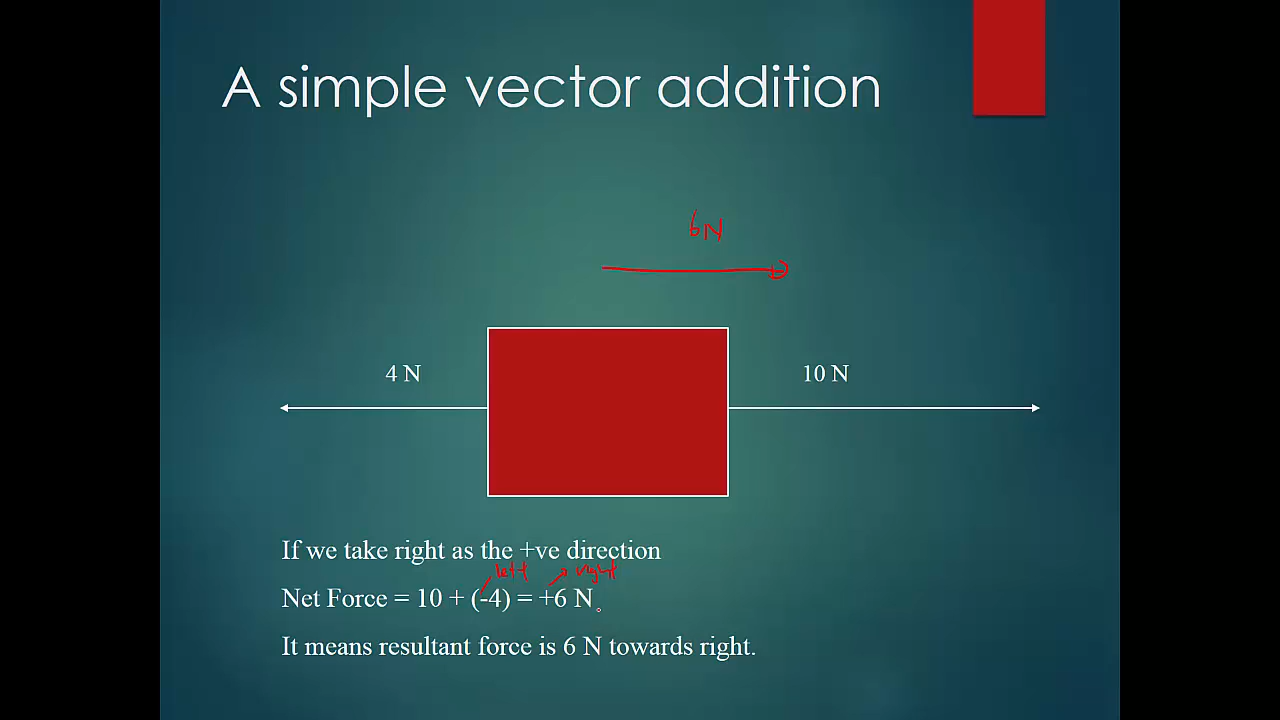 A simple vector addition
6N
4 N
10 N
If we take right as the +ve direction
left right
Net Force = 10 + (-4) = +6 N
It means resultant force is 6 N towards right.